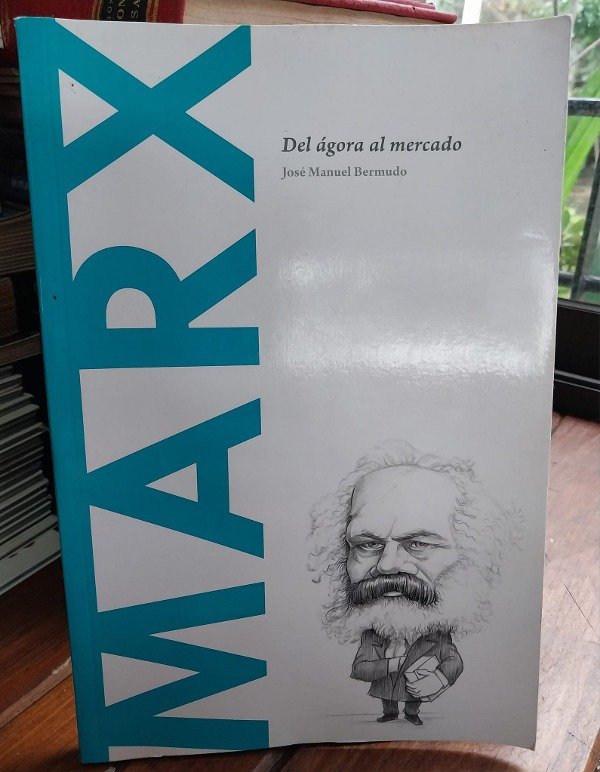 MARX
Del ágora al mercado
José Manuel Bermudo